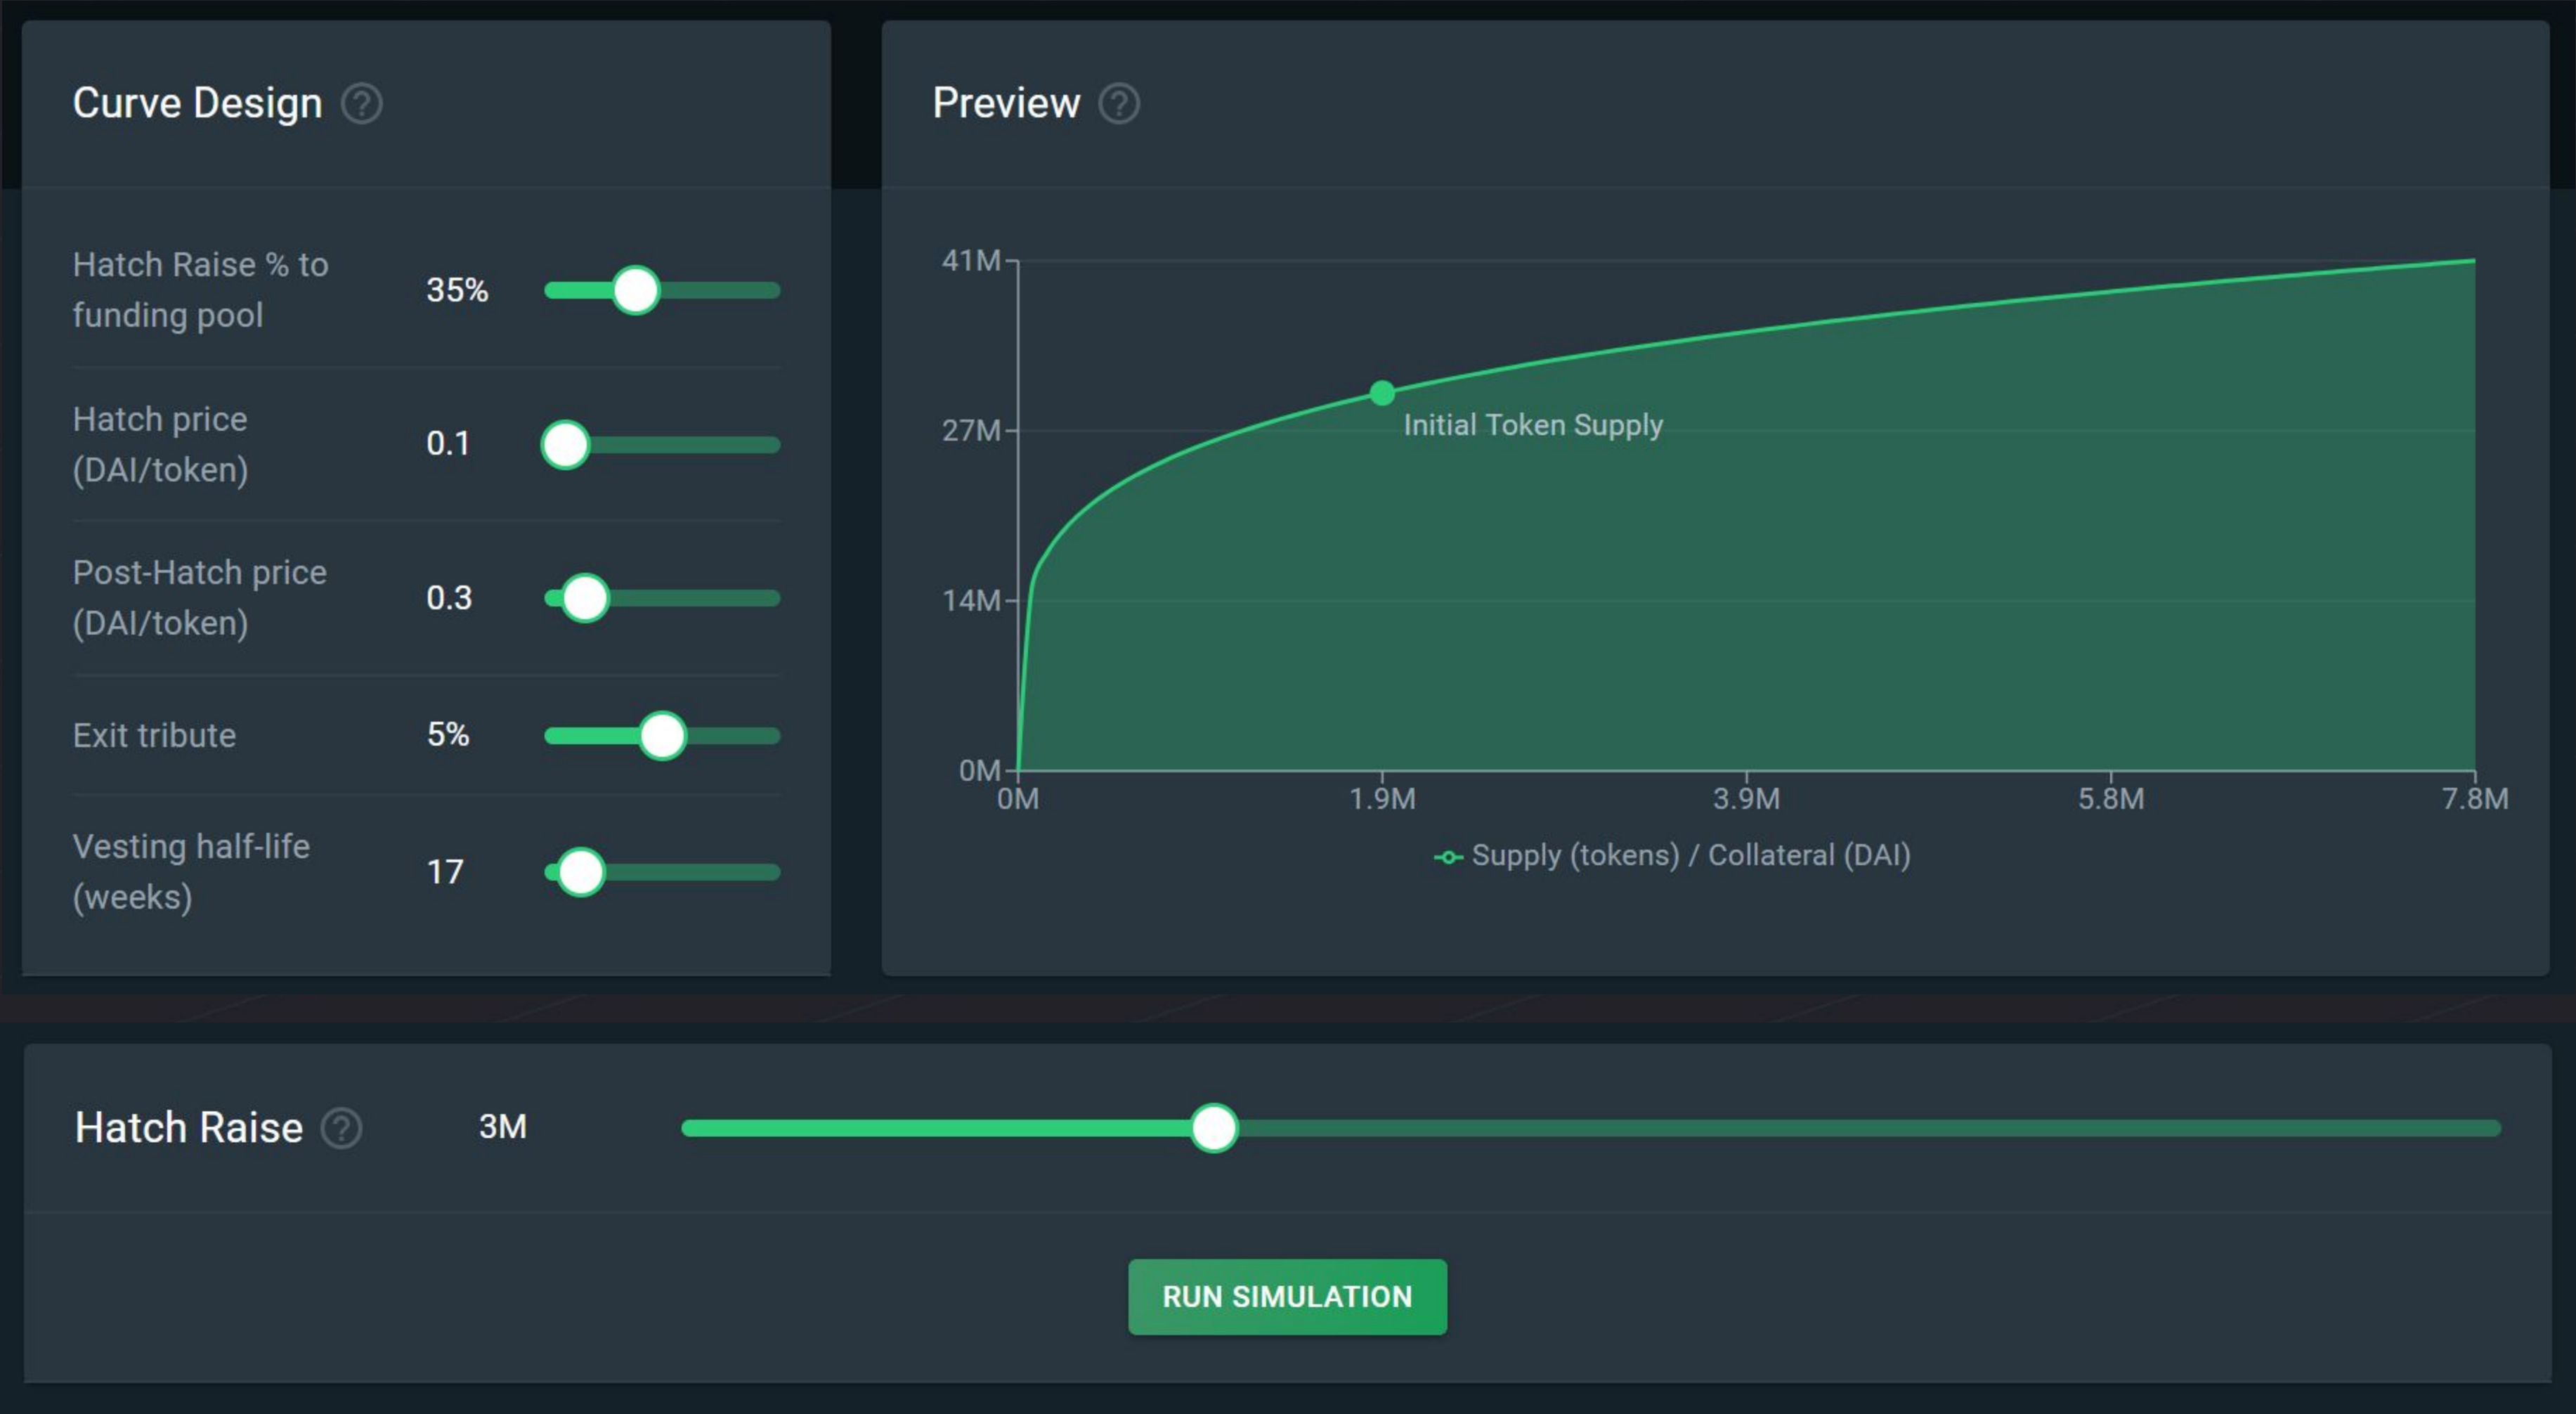 Curve Design ?
Hatch Raise % to
funding pool
35%
Hatch price
(DAI/token)
0.1
Post-Hatch price
(DAI/token)
0.3
Exit tribute
5%
Vesting half-life
(weeks)
17
Preview ?
41M
27M
14M
0M
Initial Token Supply
0M 1.9M 3.9M 5.8M 7.8M
Supply (tokens) / Collateral (DAI)
Hatch Raise ? 3M
RUN SIMULATION